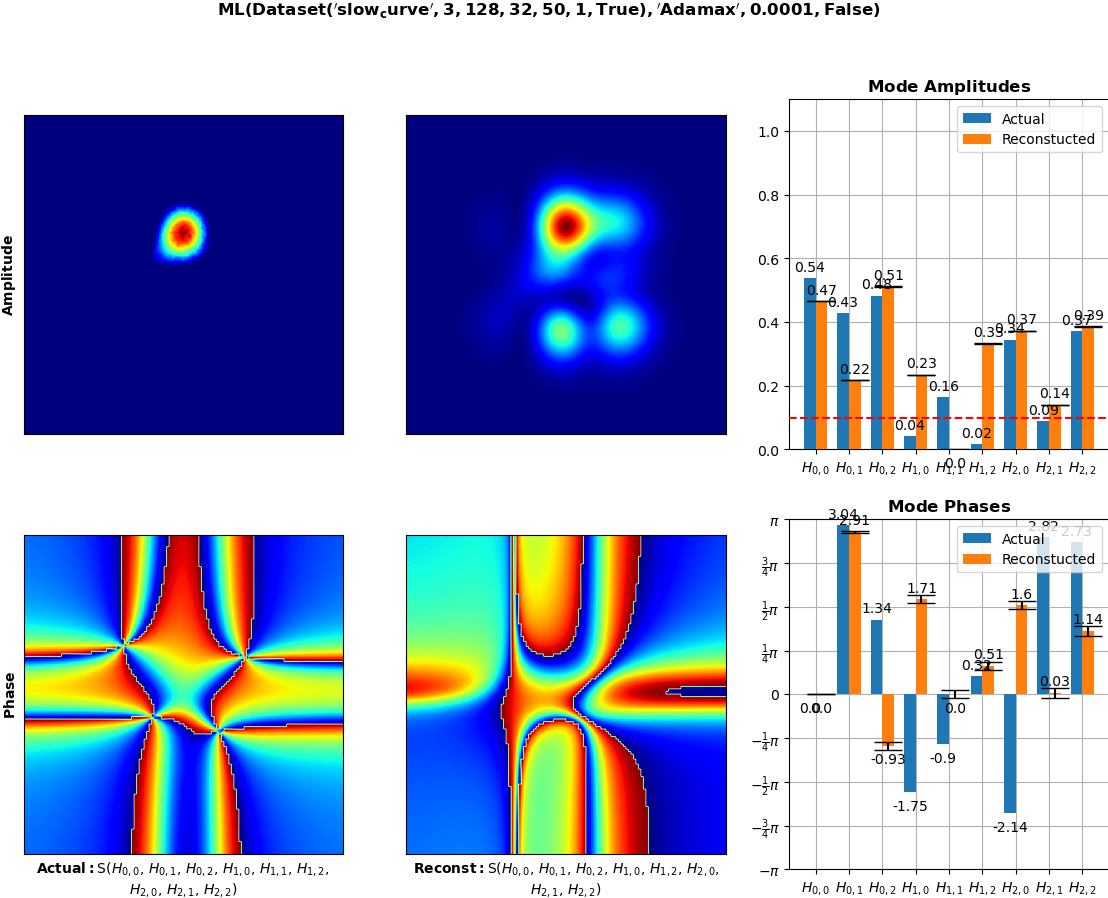 ML(Dataset('slow_curve', 3, 128, 32, 50, 1, True), 'Adamax', 0.0001, False)
Amplitude
Mode Amplitudes
Actual
Reconstucted
1.0
0.8
0.6
0.4
0.2
0.0
0.54
0.47
0.43
0.22
0.48
0.51
0.04
0.23
0.16
0.0
0.02
0.33
0.34
0.37
0.09
0.14
0.37
0.39
H0,0 H0,1 H0,2 H1,0 H1,1 H1,2 H2,0 H2,1 H2,2
Phase
Mode Phases
Actual
Reconstucted
π
3/4π
1/2π
1/4π
0
−1/4π
−1/2π
−3/4π
−π
0.0
0.0
3.04
2.91
1.34
-0.93
-1.75
1.71
-0.9
0.0
0.32
0.51
-2.14
1.6
2.82
0.03
2.73
1.14
H0,0 H0,1 H0,2 H1,0 H1,1 H1,2 H2,0 H2,1 H2,2
Actual: S(H0,0, H0,1, H0,2, H1,0, H1,1, H1,2,
H2,0, H2,1, H2,2)
Reconst: S(H0,0, H0,1, H0,2, H1,0, H1,2, H2,0,
H2,1, H2,2)